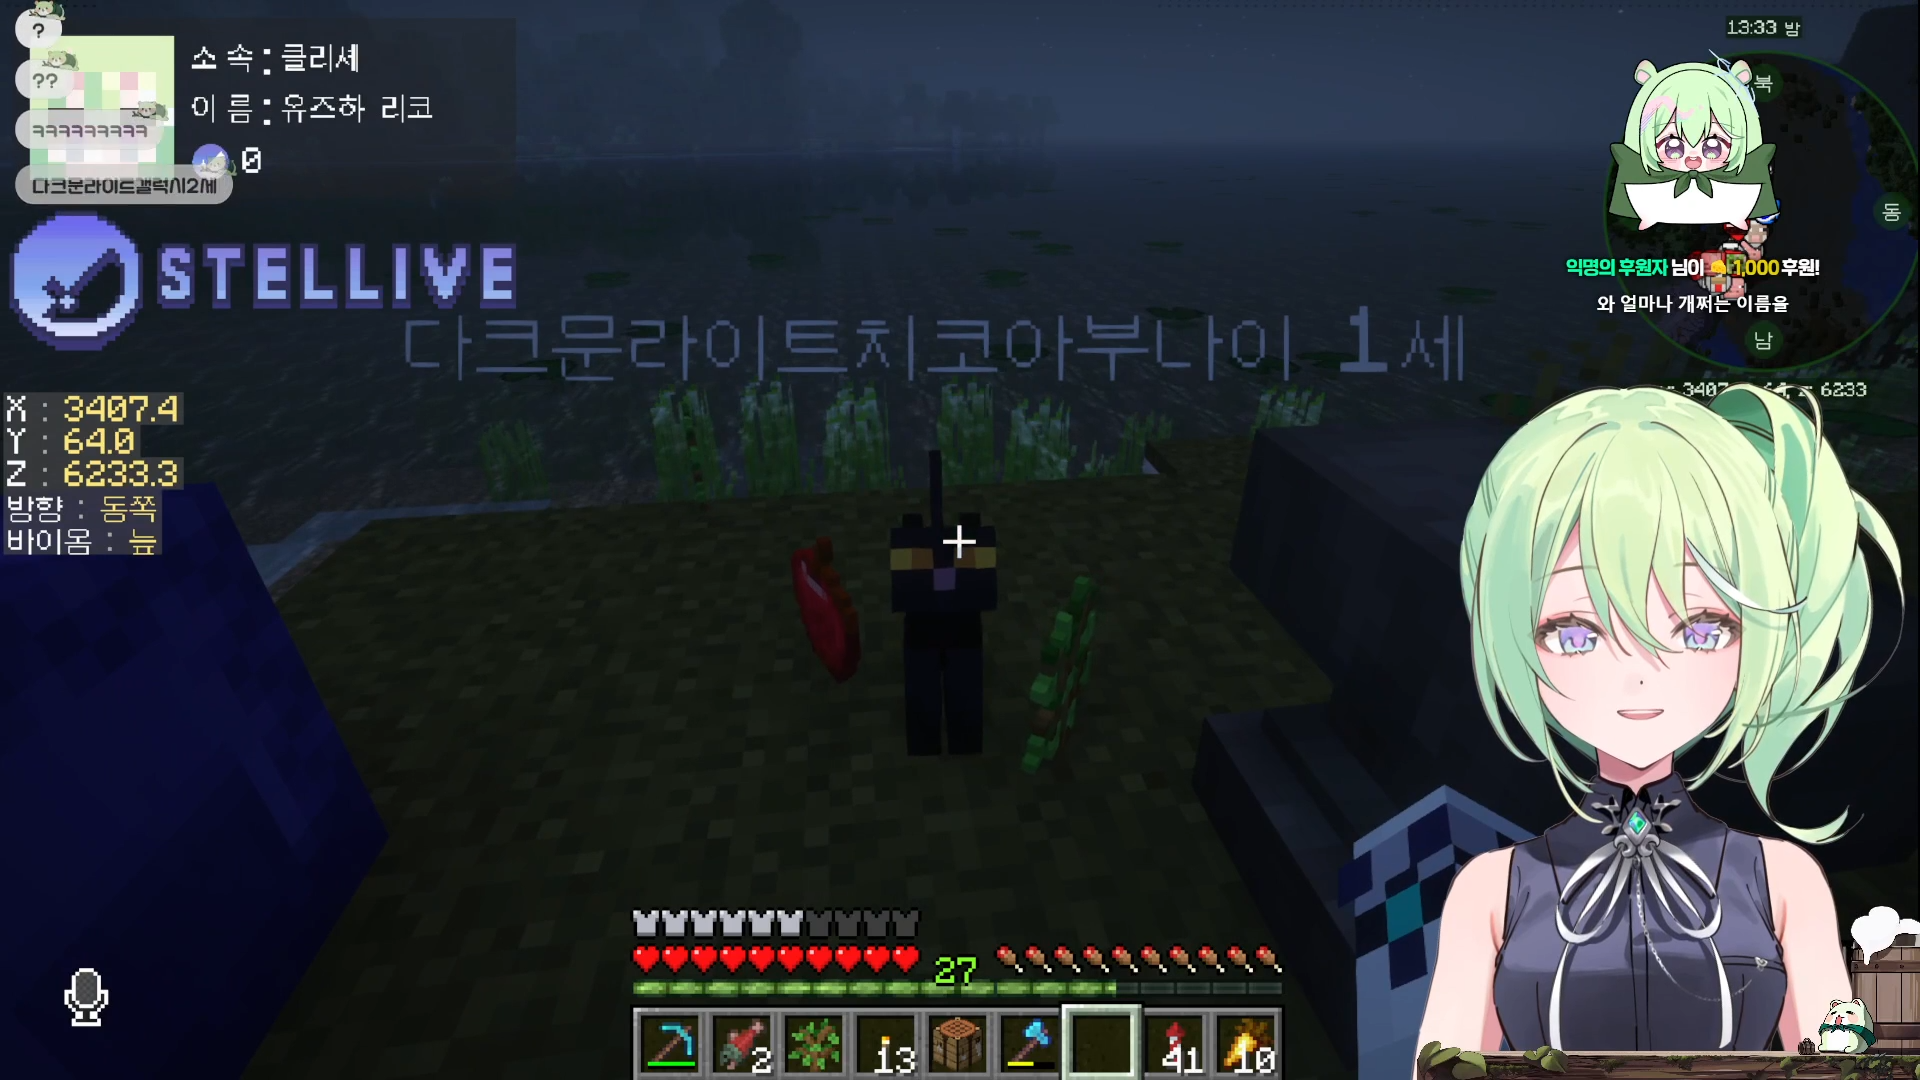 ?
??
ㅋㅋㅋㅋㅋㅋㅋㅋㅋ
다크문라이트갤럭시2세
소 속 : 클리셰
이 름 : 유즈하 리코
0
STELLIVE
다크문라이트치코아부나이 1세
X : 3407.4
Y : 64.0
Z : 6233.3
방향 : 동쪽
바이옴 : 늪
13:33 밤
북
동
익명의 후원자 님이 1,000 후원!
와 얼마나 개쩌는 이름을
남
3407
6233
27
2
13
41
10